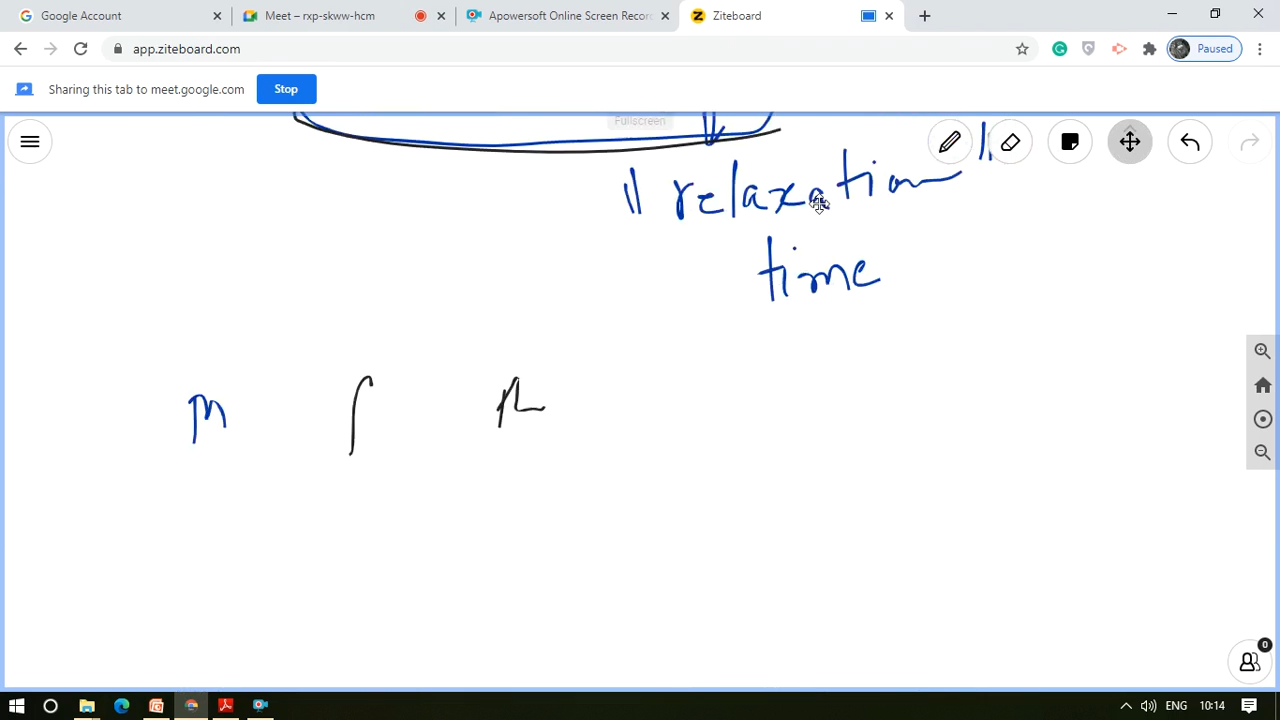 Google Account
Meet – rxp-skww-hcm
Apowersoft Online Screen Recor
Ziteboard
app.ziteboard.com
Paused
Sharing this tab to meet.google.com
Stop
Fullscreen
" relaxation "
time
0
ENG
10:14